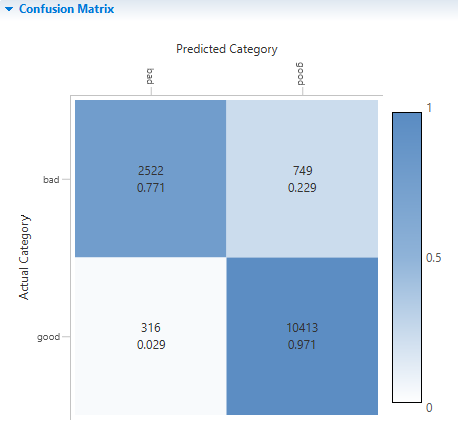 Confusion Matrix
Predicted Category
bad
good
1
bad
2522
749
0.771
0.229
0.5
Actual Category
good
316
10413
0.029
0.971
0